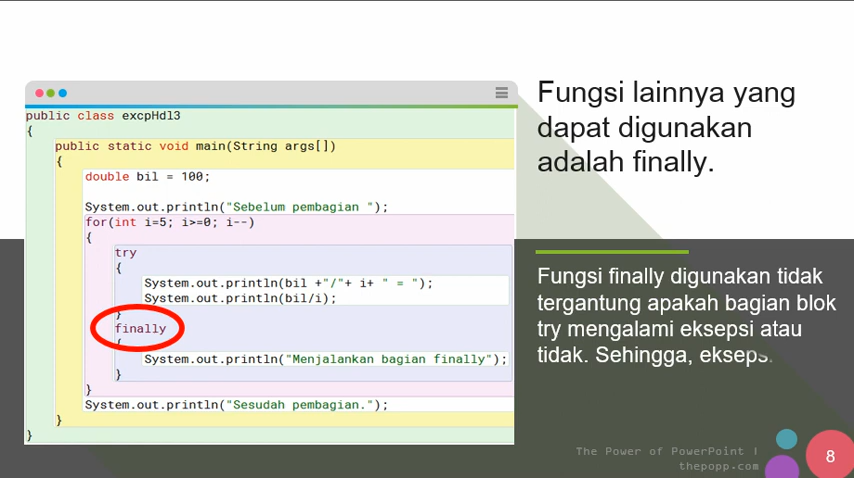 public class excpHdl3
{
public static void main(String args[])
{
double bil = 100;
System.out.println("Sebelum pembagian ");
for(int i=5; i>=0; i--)
{
try
{
System.out.println(bil +"/"+ i+ " = ");
System.out.println(bil/i);
}
finally
{
System.out.println("Menjalankan bagian finally");
}
}
System.out.println("Sesudah pembagian.");
}
}
Fungsi lainnya yang
dapat digunakan
adalah finally.
Fungsi finally digunakan tidak
tergantung apakah bagian blok
try mengalami eksepsi atau
tidak. Sehingga, ekseps
The Power of PowerPoint |
thepopp.com
8